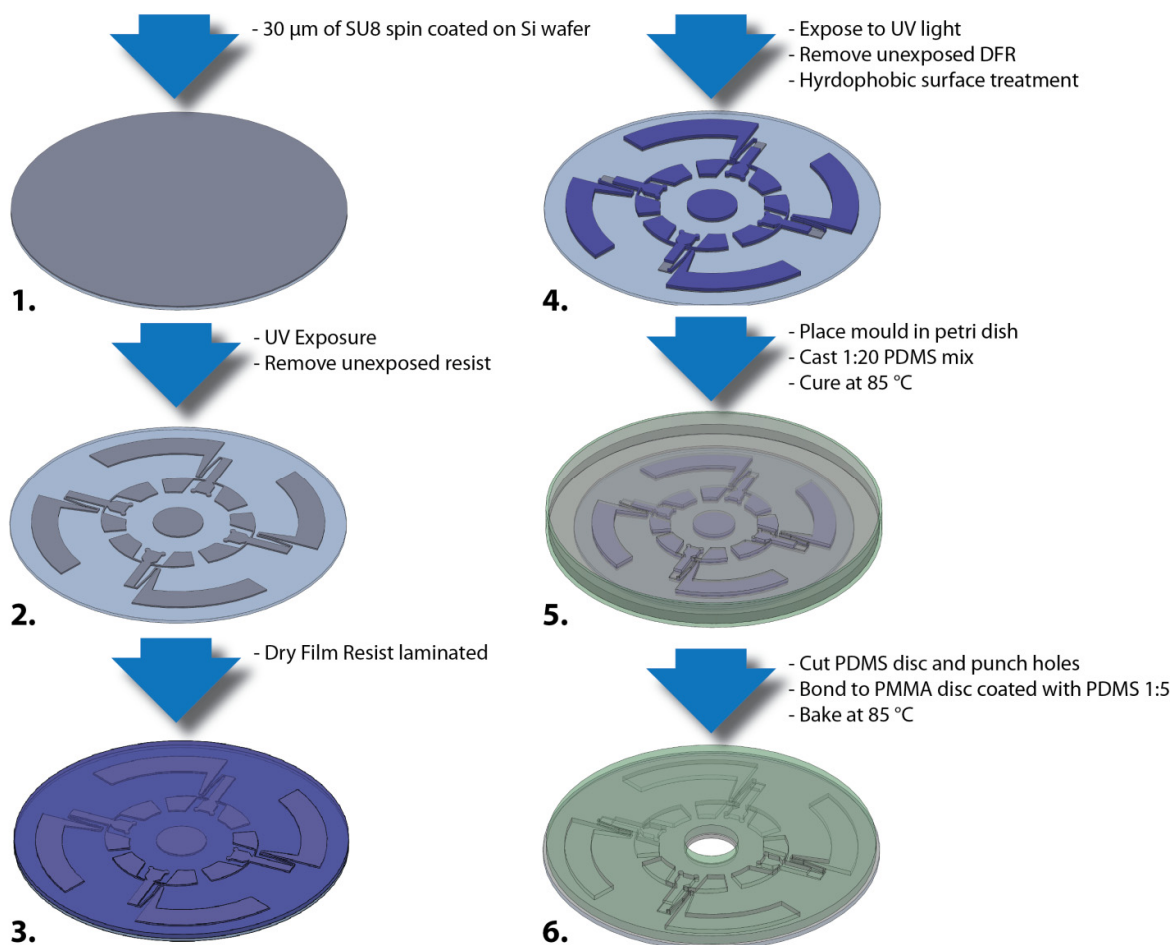 - 30 µm of SU8 spin coated on Si wafer
1.
- UV Exposure
- Remove unexposed resist
2.
- Dry Film Resist laminated
3.
- Expose to UV light
- Remove unexposed DFR
- Hyrdophobic surface treatment
4.
- Place mould in petri dish
- Cast 1:20 PDMS mix
- Cure at 85 °C
5.
- Cut PDMS disc and punch holes
- Bond to PMMA disc coated with PDMS 1:5
- Bake at 85 °C
6.